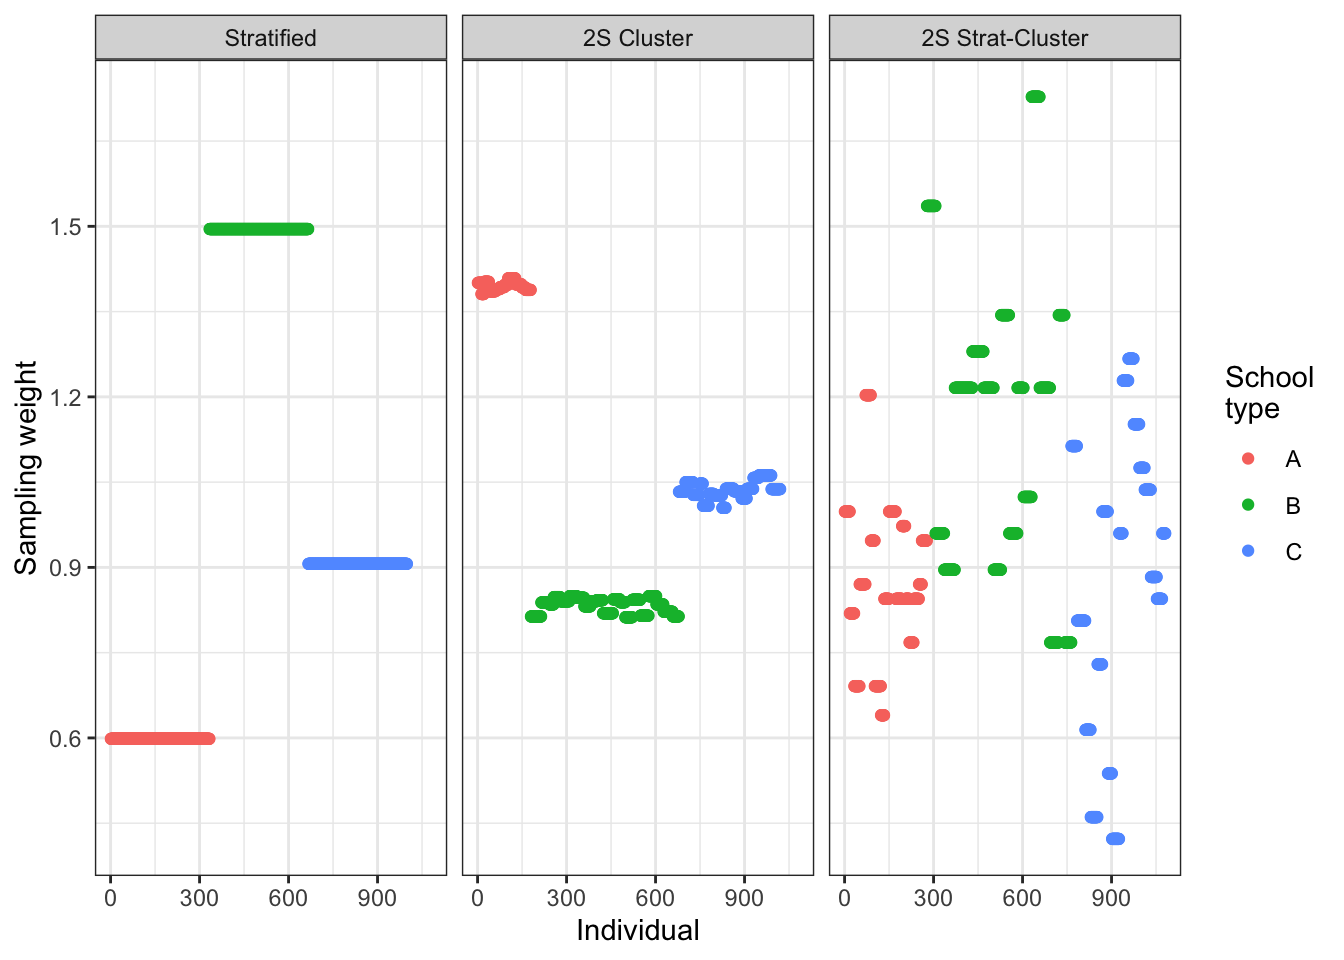 Stratified
2S Cluster
2S Strat-Cluster
1.5
1.2
0.9
0.6
Sampling weight
0 300 600 900
0 300 600 900
0 300 600 900
Individual
School
type
A
B
C